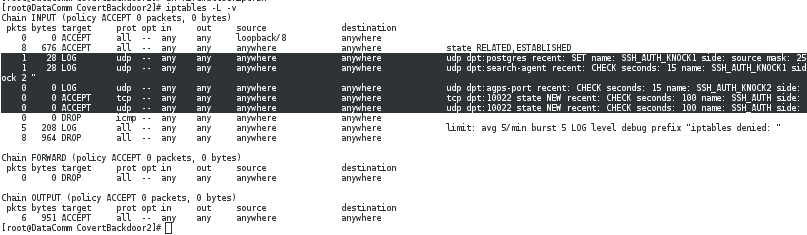 [root@DataComm CovertBackdoor2]# iptables -L -v
Chain INPUT (policy ACCEPT 0 packets, 0 bytes)
pkts bytes target prot opt in out source destination
0 0 ACCEPT all -- any any loopback/8 anywhere
8 676 ACCEPT all -- any any anywhere anywhere state RELATED,ESTABLISHED
1 28 LOG udp -- any any anywhere anywhere udp dpt:postgres recent: SET name: SSH_AUTH_KNOCK1 side: source mask: 25
1 28 LOG udp -- any any anywhere anywhere udp dpt:search-agent recent: CHECK seconds: 15 name: SSH_AUTH_KNOCK1 sid
ock 2 "
0 0 LOG udp -- any any anywhere anywhere udp dpt:agps-port recent: CHECK seconds: 15 name: SSH_AUTH_KNOCK2 side:
0 0 ACCEPT tcp -- any any anywhere anywhere tcp dpt:10022 state NEW recent: CHECK seconds: 100 name: SSH_AUTH side:
0 0 ACCEPT udp -- any any anywhere anywhere udp dpt:10022 state NEW recent: CHECK seconds: 100 name: SSH_AUTH side:
0 0 DROP icmp -- any any anywhere anywhere
5 208 LOG all -- any any anywhere anywhere limit: avg 5/min burst 5 LOG level debug prefix "iptables denied: "
8 964 DROP all -- any any anywhere anywhere
Chain FORWARD (policy ACCEPT 0 packets, 0 bytes)
pkts bytes target prot opt in out source destination
0 0 DROP all -- any any anywhere anywhere
Chain OUTPUT (policy ACCEPT 0 packets, 0 bytes)
pkts bytes target prot opt in out source destination
6 951 ACCEPT all -- any any anywhere anywhere
[root@DataComm CovertBackdoor2]#